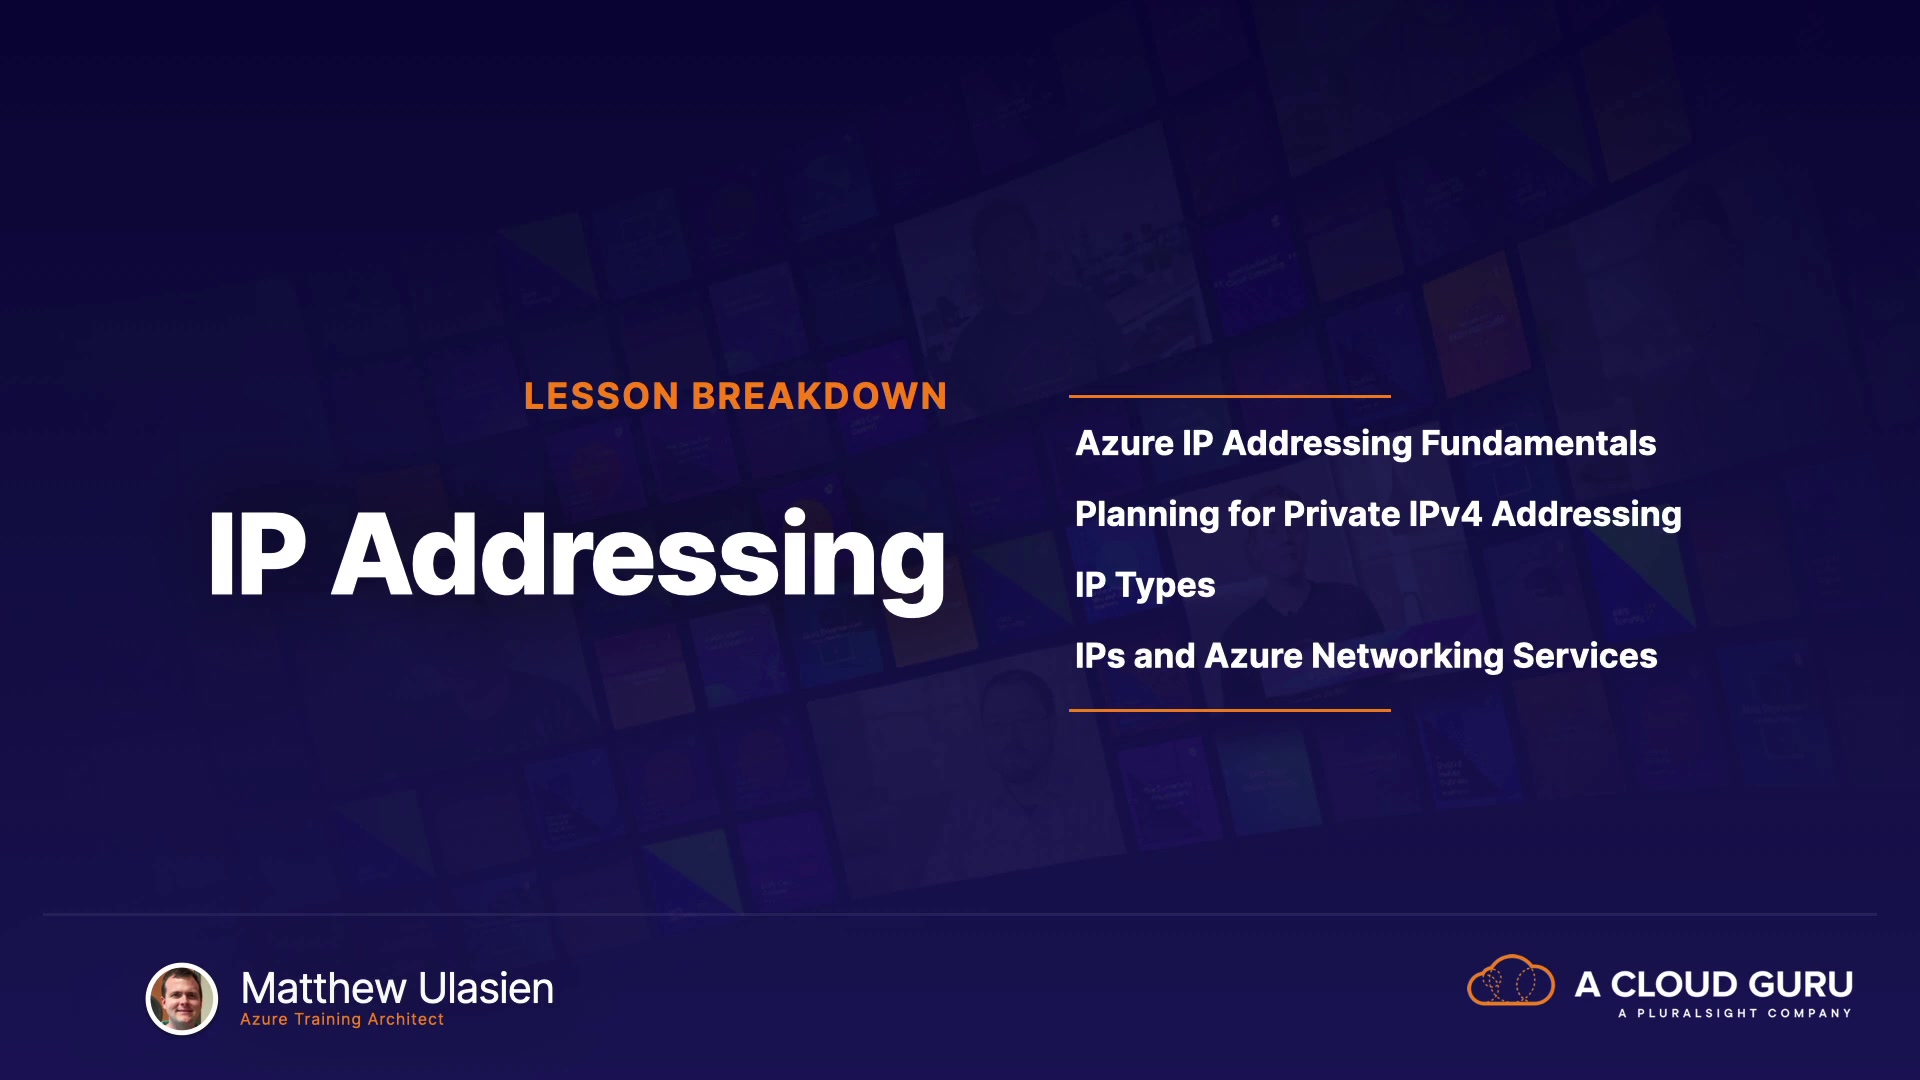 LESSON BREAKDOWN
IP Addressing
Azure IP Addressing Fundamentals
Planning for Private IPv4 Addressing
IP Types
IPs and Azure Networking Services
Matthew Ulasien
Azure Training Architect
A CLOUD GURU
A PLURALSIGHT COMPANY